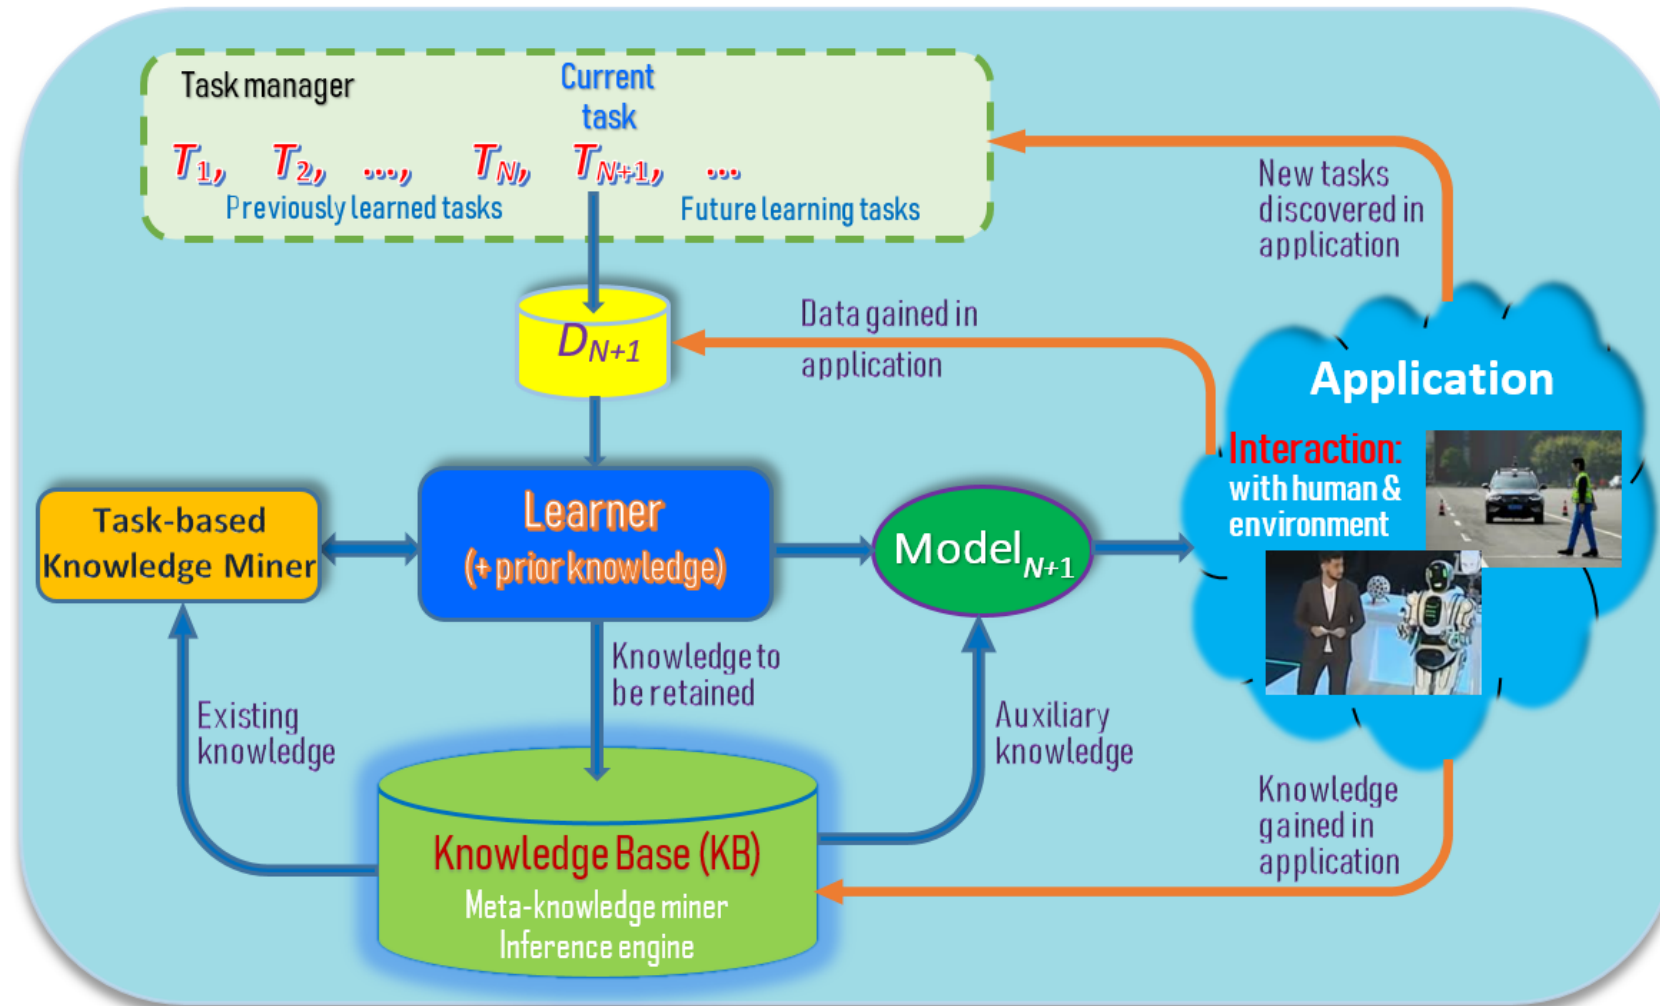 Task manager
Current
task
T1, T2, ..., TN, TN+1, ...
Previously learned tasks
Future learning tasks
New tasks
discovered in
application
DN+1
Data gained in
application
Application
Interaction:
with human &
environment
Task-based
Knowledge Miner
Learner
(+ prior knowledge)
ModelN+1
Knowledge to
be retained
Existing
knowledge
Auxiliary
knowledge
Knowledge
gained in
application
Knowledge Base (KB)
Meta-knowledge miner
Inference engine